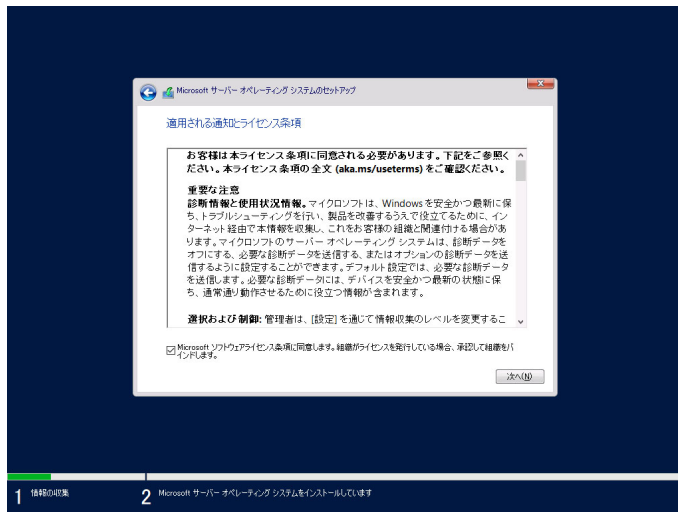 Microsoft サーバー オペレーティング システムのセットアップ
適用される通知とライセンス条項
お客様は本ライセンス条項に同意される必要があります。下記をご参照く
ださい。本ライセンス条項の全文 (aka.ms/useterms) をご確認ください。
重要な注意
診断情報と使用状況情報。マイクロソフトは、Windows を安全かつ最新に保
ち、トラブルシューティングを行い、製品を改善するうえで役立てるために、イン
ターネット経由で本情報を収集し、これをお客様の組織と関連付ける場合があ
ります。マイクロソフトのサーバー オペレーティング システムは、診断データを
オフにする、必要な診断データを送信する、またはオプションの診断データを送
信するように設定することができます。デフォルト設定では、必要な診断データ
を送信します。必要な診断データには、デバイスを安全かつ最新の状態に保
ち、通常通り動作させるために役立つ情報が含まれます。
選択および制御: 管理者は、[設定] を通じて情報収集のレベルを変更するこ
Microsoft ソフトウェアライセンス条項に同意します。組織がライセンスを発行している場合、承認して組織をバ
インドします。
次へ(N)
1 情報の収集
2 Microsoft サーバー オペレーティング システムをインストールしています